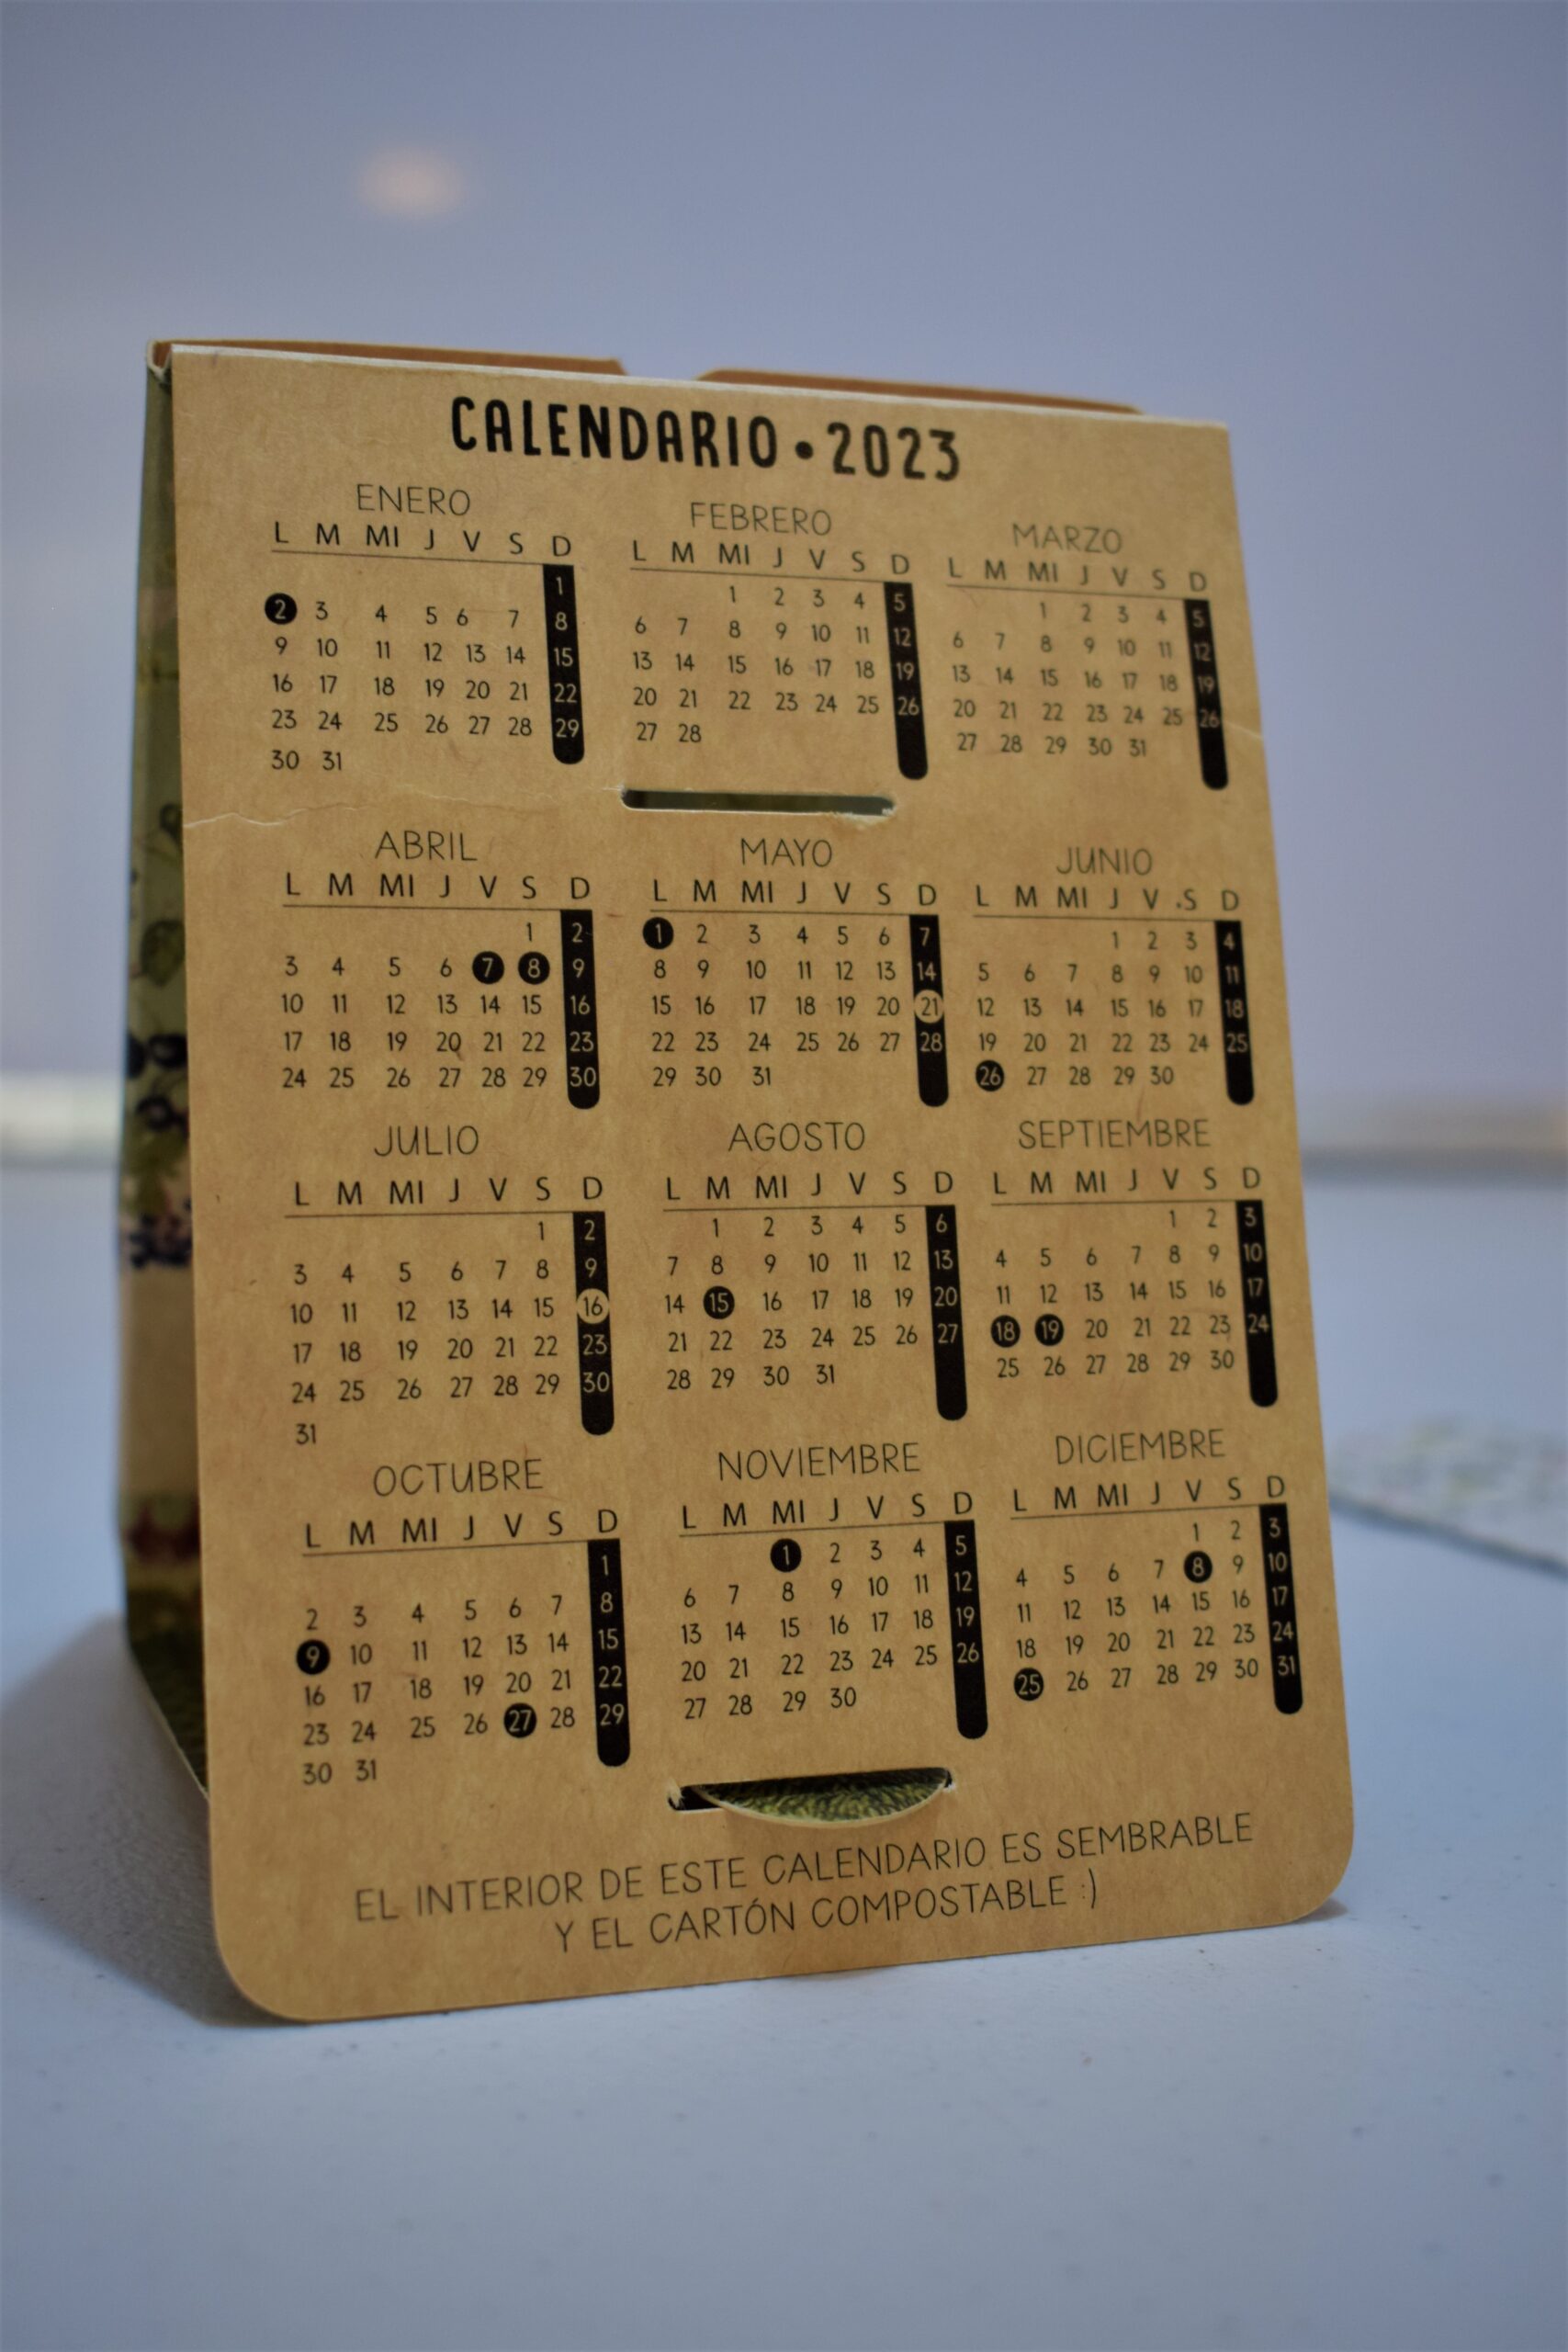 CALENDARIO • 2023
ENERO
L M MI J V S D
1
2 3 4 5 6 7 8
9 10 11 12 13 14 15
16 17 18 19 20 21 22
23 24 25 26 27 28 29
30 31
FEBRERO
L M MI J V S D
1 2 3 4 5
6 7 8 9 10 11 12
13 14 15 16 17 18 19
20 21 22 23 24 25 26
27 28
MARZO
L M MI J V S D
1 2 3 4 5
6 7 8 9 10 11 12
13 14 15 16 17 18 19
20 21 22 23 24 25 26
27 28 29 30 31
ABRIL
L M MI J V S D
1 2
3 4 5 6 7 8 9
10 11 12 13 14 15 16
17 18 19 20 21 22 23
24 25 26 27 28 29 30
MAYO
L M MI J V S D
1 2 3 4 5 6 7
8 9 10 11 12 13 14
15 16 17 18 19 20 21
22 23 24 25 26 27 28
29 30 31
JUNIO
L M MI J V .S D
1 2 3 4
5 6 7 8 9 10 11
12 13 14 15 16 17 18
19 20 21 22 23 24 25
26 27 28 29 30
JULIO
L M MI J V S D
1 2
3 4 5 6 7 8 9
10 11 12 13 14 15 16
17 18 19 20 21 22 23
24 25 26 27 28 29 30
31
AGOSTO
L M MI J V S D
1 2 3 4 5 6
7 8 9 10 11 12 13
14 15 16 17 18 19 20
21 22 23 24 25 26 27
28 29 30 31
SEPTIEMBRE
L M MI J V S D
1 2 3
4 5 6 7 8 9 10
11 12 13 14 15 16 17
18 19 20 21 22 23 24
25 26 27 28 29 30
OCTUBRE
L M MI J V S D
1
2 3 4 5 6 7 8
9 10 11 12 13 14 15
16 17 18 19 20 21 22
23 24 25 26 27 28 29
30 31
NOVIEMBRE
L M MI J V S D
1 2 3 4 5
6 7 8 9 10 11 12
13 14 15 16 17 18 19
20 21 22 23 24 25 26
27 28 29 30
DICIEMBRE
L M MI J V S D
1 2 3
4 5 6 7 8 9 10
11 12 13 14 15 16 17
18 19 20 21 22 23 24
25 26 27 28 29 30 31
EL INTERIOR DE ESTE CALENDARIO ES SEMBRABLE
Y EL CARTÓN COMPOSTABLE :)